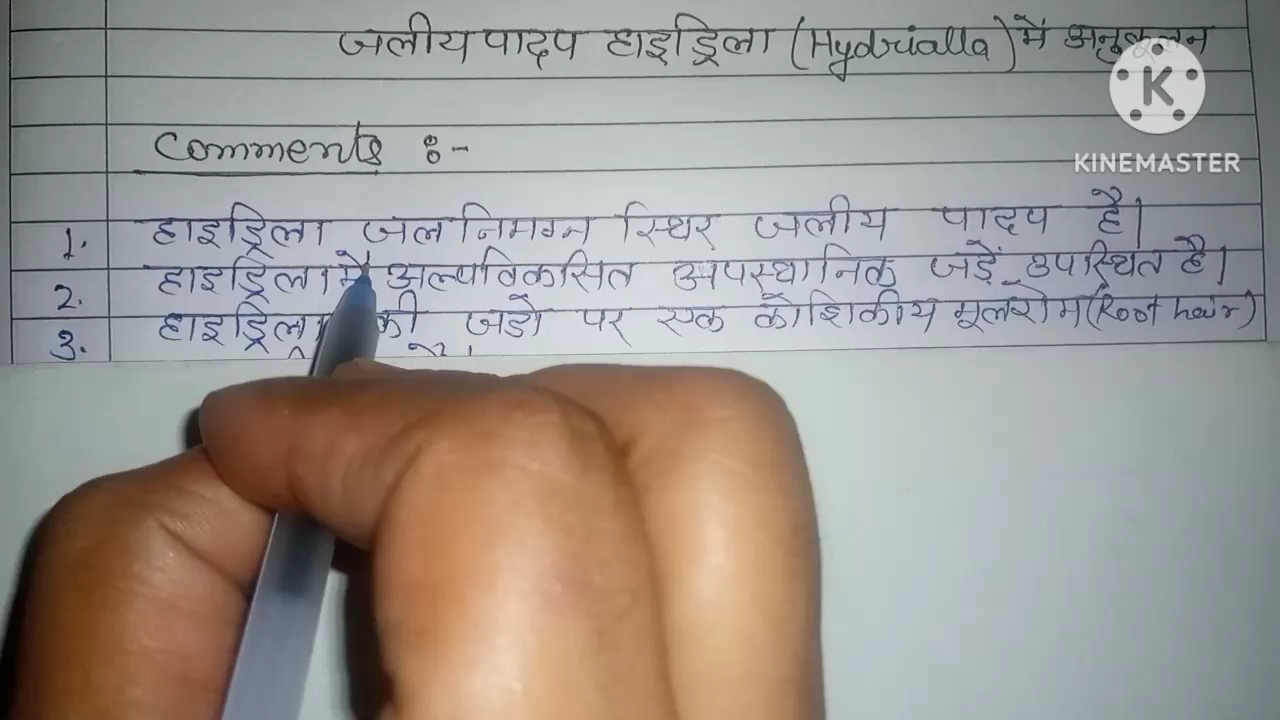 जलीय पादप हाइड्रिला (Hydrialla) में अनुकूलन
K
KINEMASTER
Comments :-
1. हाइड्रिला जल निमग्न स्थिर जलीय पादप है।
2. हाइड्रिला में अल्पविकसित अपस्थानिक जड़ें उपस्थित है।
3. हाइड्रिला की जड़ो पर एक कोशिकीय मूलरोम (Root hair)